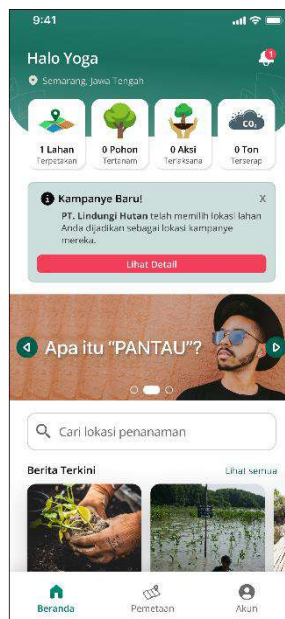 9:41
Halo Yoga
1
Semarang, Jawa Tengah
CO₂
1 Lahan
Terpetakan
0 Pohon
Tertanam
0 Aksi
Terlaksana
0 Ton
Terserap
Kampanye Baru!
X
PT. Lindungi Hutan telah memilih lokasi lahan
Anda dijadikan sebagai lokasi kampanye
mereka.
Lihat Detail
Apa itu “PANTAU”?
Cari lokasi penanaman
Berita Terkini
Lihat semua
Beranda
Pemetaan
Akun